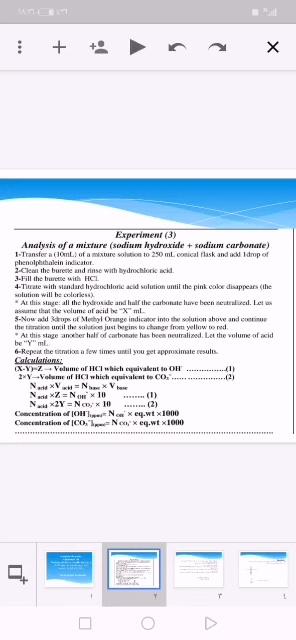 Experiment (3)
Analysis of a mixture (sodium hydroxide + sodium carbonate)
1-Transfer a (10mL) of a mixture solution to 250 mL conical flask and add 1drop of
phenolphthalein indicator.
2-Clean the burette and rinse with hydrochloric acid.
3-Fill the burette with HCl.
4-Titrate with standard hydrochloric acid solution until the pink color disappears (the
solution will be colorless).
* At this stage: all the hydroxide and half the carbonate have been neutralized. Let us
assume that the volume of acid be "X" mL.
5-Now add 3drops of Methyl Orange indicator into the solution above and continue
the titration until the solution just begins to change from yellow to red.
* At this stage :another half of carbonate has been neutralized. Let the volume of acid
be "Y" mL.
6-Repeat the titration a few times until you get approximate results.
Calculations:
(X-Y)=Z → Volume of HCl which equivalent to OH⁻ ................(1)
2×Y→Volume of HCl which equivalent to CO₃⁼...................(2)
N acid ×V acid = N base × V base
N acid ×Z = N OH⁻ × 10 ........ (1)
N acid ×2Y = N CO₃⁼ × 10 ........ (2)
Concentration of [OH⁻]ppm= N OH⁻ × eq.wt ×1000
Concentration of [CO₃⁼]ppm= N CO₃⁼ × eq.wt ×1000
١
٢
٣
٤